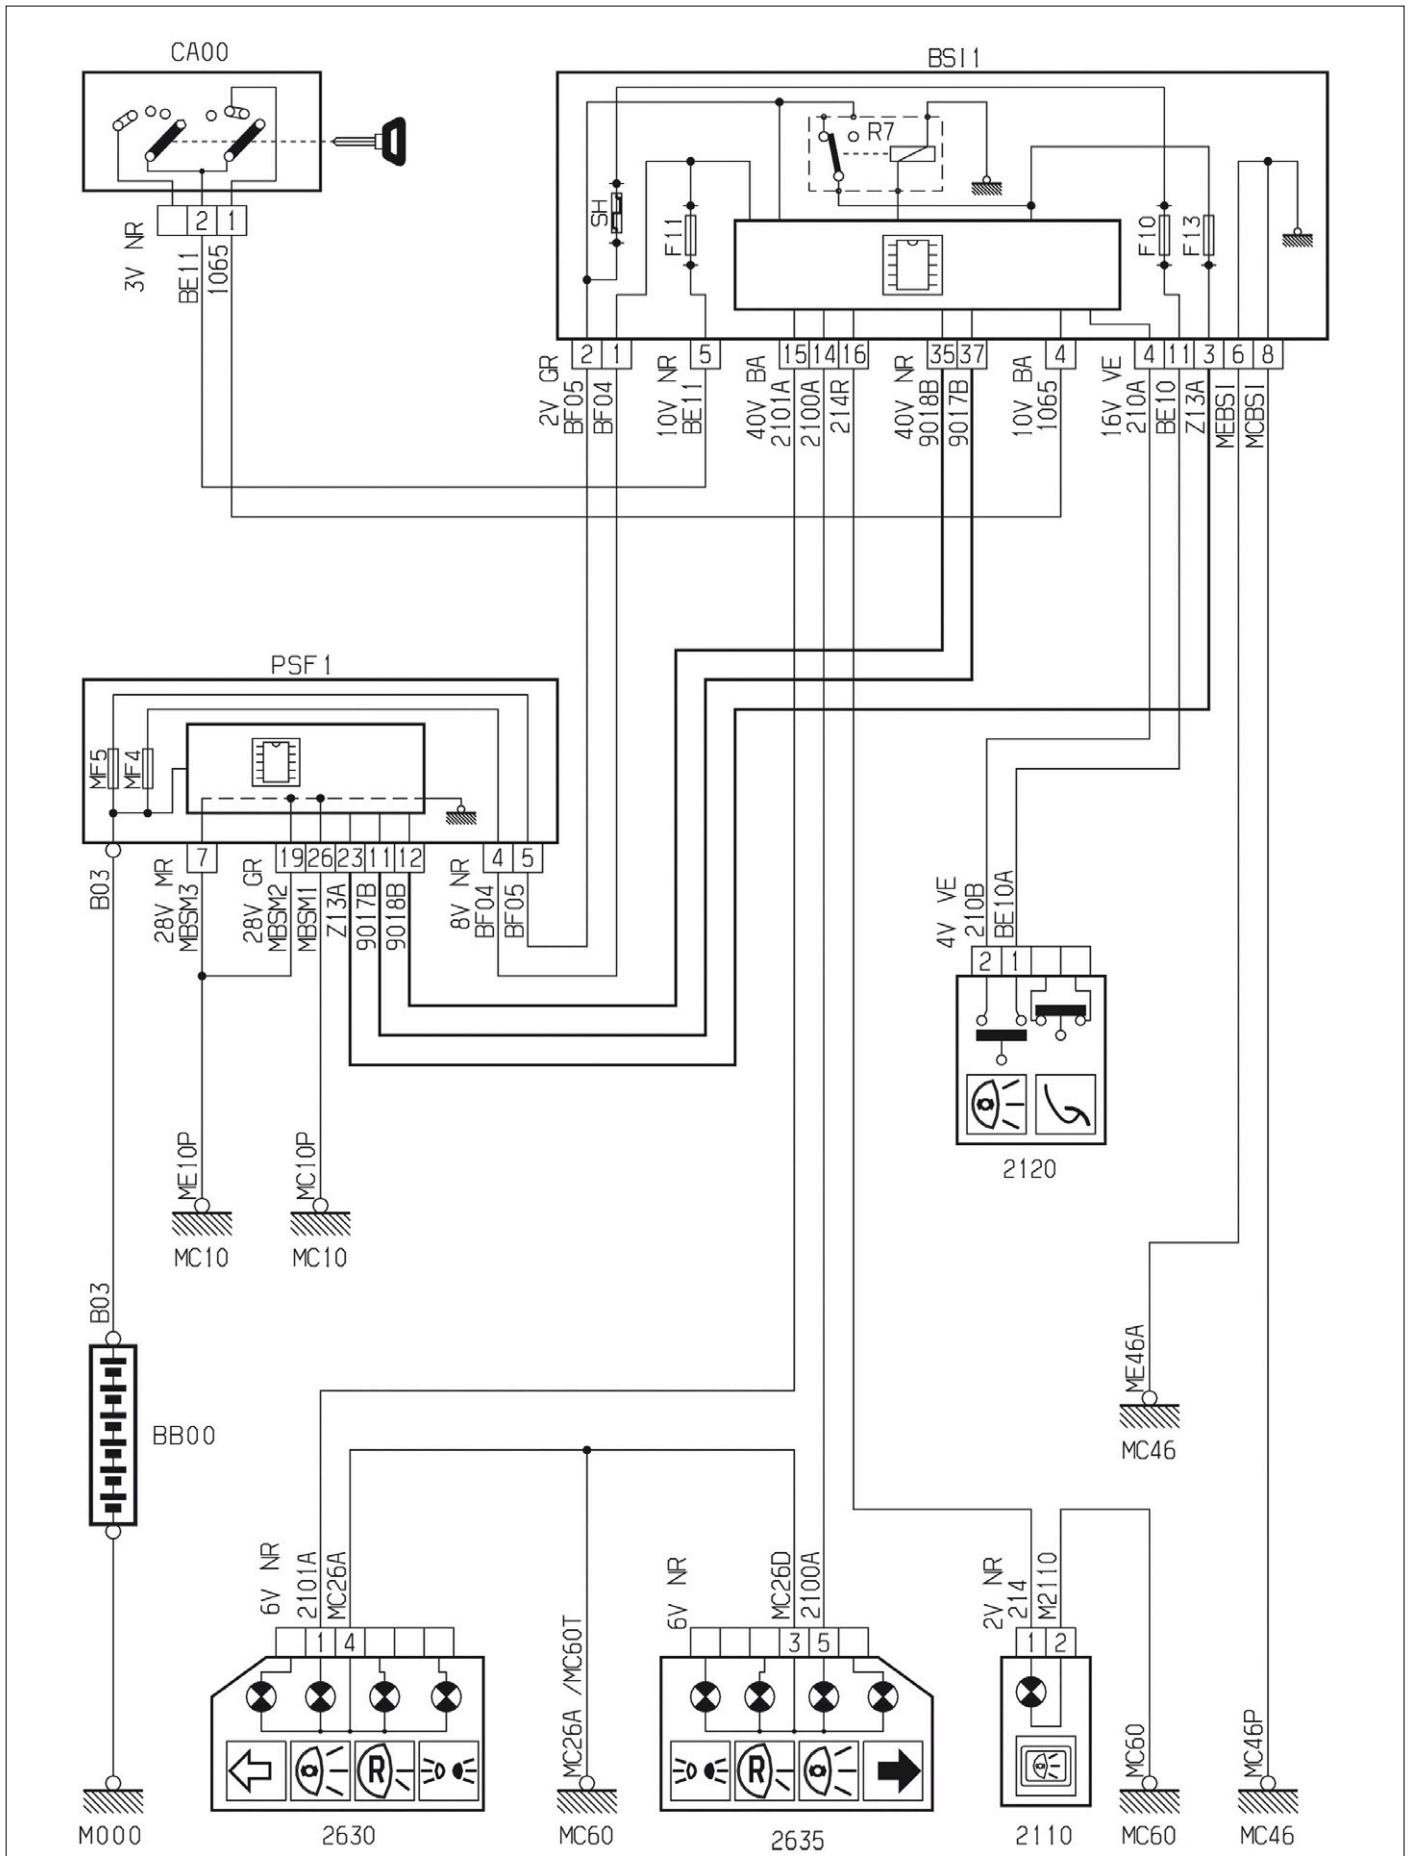 CA00
BSI1
R7
SH
F11
F10
F13
2 1
3V NR
BE11
1065
2 1 5 15 14 16 35 37 4 4 11 3 6 8
2V GR
BF05
BF04
10V NR
BE11
40V BA
2101A
2100A
214R
40V NR
9018B
9017B
10V BA
1065
16V VE
210A
BE10
Z13A
MEBSI
MCBSI
PSF1
MF5
MF4
7 19 26 23 11 12 4 5
B03
28V MR
MBSM3
28V GR
MBSM2
MBSM1
Z13A
9017B
9018B
8V NR
BF04
BF05
4V VE
210B
BE10A
2 1
2120
ME10P
MC10P
MC10
MC10
B03
BB00
ME46A
MC46
6V NR
2101A
MC26A
MC26A /MC60T
6V NR
MC26D
2100A
2V NR
214
M2110
MC60
MC46P
1 4
3 5
1 2
R
R
M000
2630
MC60
2635
2110
MC60
MC46